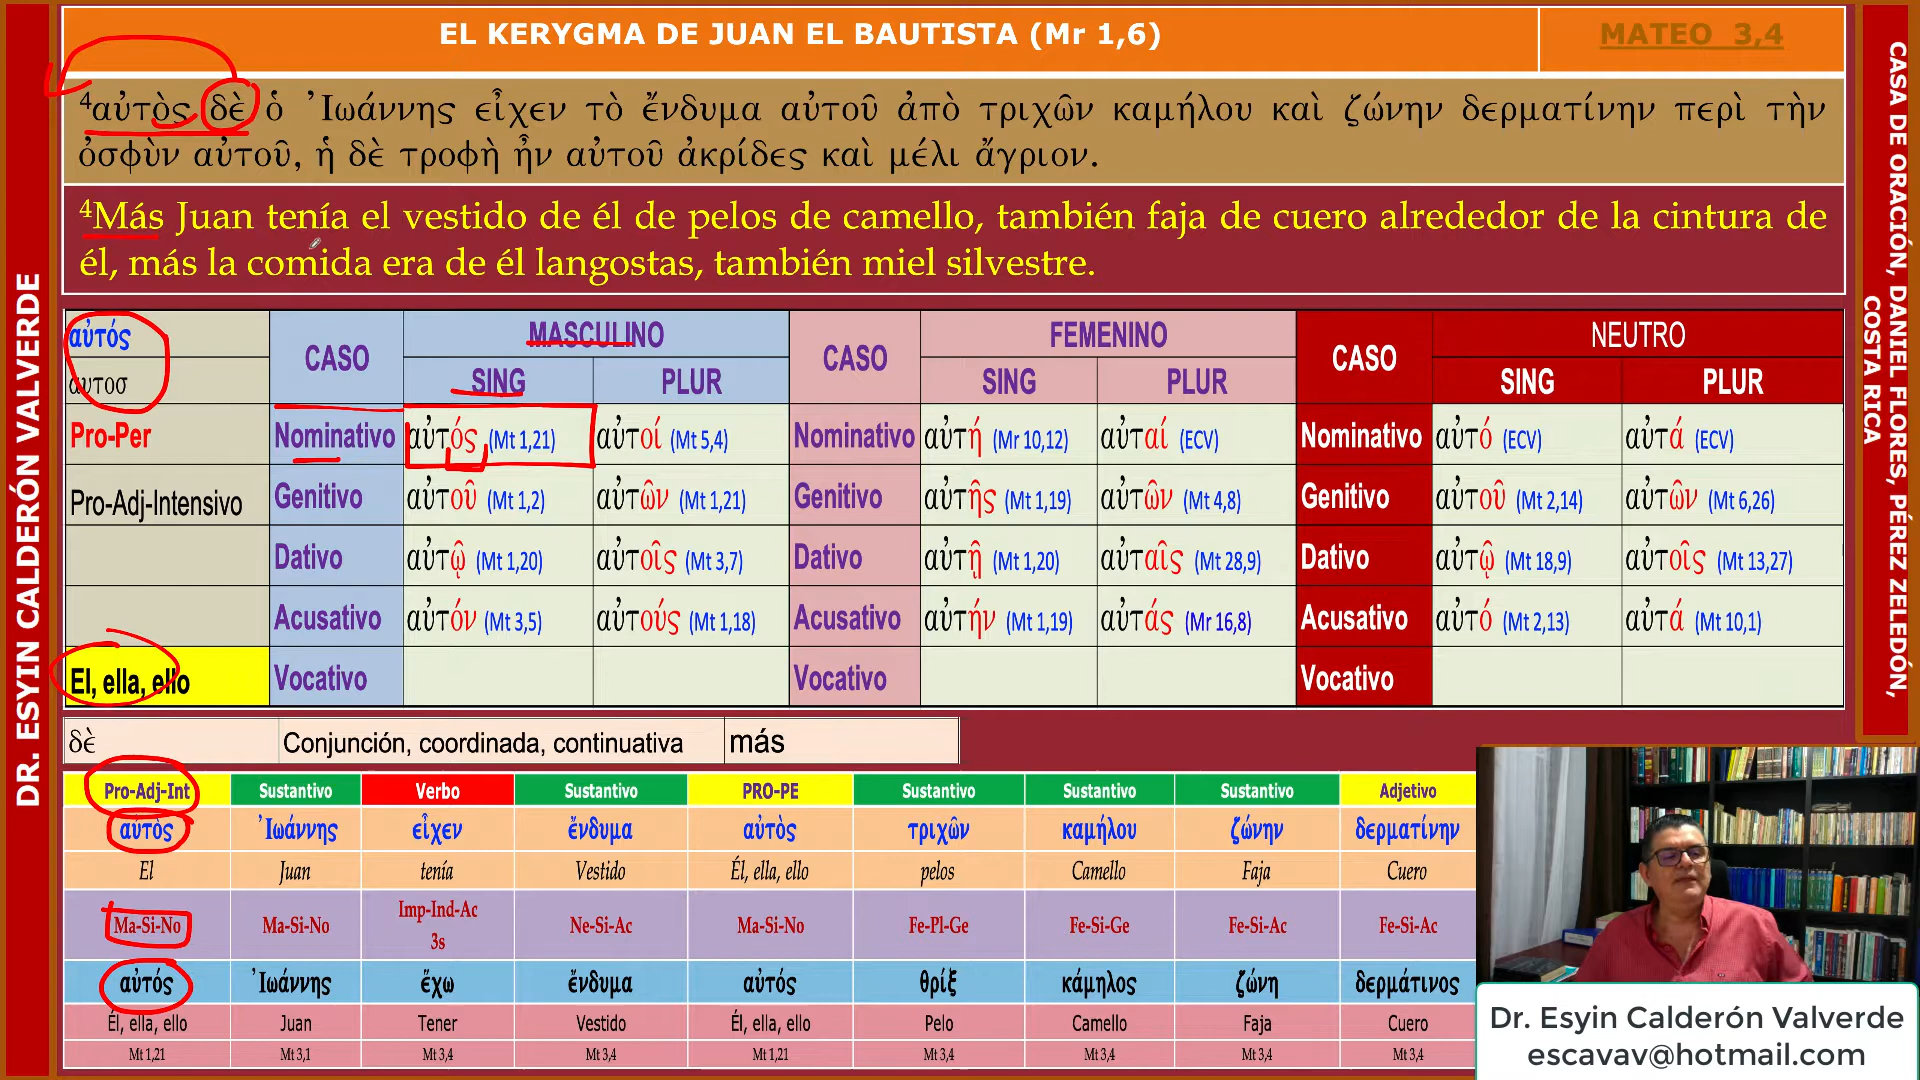 EL KERYGMA DE JUAN EL BAUTISTA (Mr 1,6)
MATEO 3,4
⁴αὐτὸς δὲ ὁ Ἰωάννης εἶχεν τὸ ἔνδυμα αὐτοῦ ἀπὸ τριχῶν καμήλου καὶ ζώνην δερματίνην περὶ τὴν
ὀσφὺν αὐτοῦ, ἡ δὲ τροφὴ ἦν αὐτοῦ ἀκρίδες καὶ μέλι ἄγριον.
⁴Más Juan tenía el vestido de él de pelos de camello, también faja de cuero alrededor de la cintura de
él, más la comida era de él langostas, también miel silvestre.
αὐτός
αυτοσ
CASO MASCULINO CASO FEMENINO CASO NEUTRO
SING PLUR SING PLUR SING PLUR
Pro-Per Nominativo αὐτός (Mt 1,21) αὐτοί (Mt 5,4) Nominativo αὐτή (Mr 10,12) αὐταί (ECV) Nominativo αὐτό (ECV) αὐτά (ECV)
Pro-Adj-Intensivo Genitivo αὐτοῦ (Mt 1,2) αὐτῶν (Mt 1,21) Genitivo αὐτῆς (Mt 1,19) αὐτῶν (Mt 4,8) Genitivo αὐτοῦ (Mt 2,14) αὐτῶν (Mt 6,26)
Dativo αὐτῷ (Mt 1,20) αὐτοῖς (Mt 3,7) Dativo αὐτῇ (Mt 1,20) αὐταῖς (Mt 28,9) Dativo αὐτῷ (Mt 18,9) αὐτοῖς (Mt 13,27)
Acusativo αὐτόν (Mt 3,5) αὐτούς (Mt 1,18) Acusativo αὐτήν (Mt 1,19) αὐτάς (Mr 16,8) Acusativo αὐτό (Mt 2,13) αὐτά (Mt 10,1)
El, ella, ello Vocativo Vocativo Vocativo
δὲ Conjunción, coordinada, continuativa más
Pro-Adj-Int Sustantivo Verbo Sustantivo PRO-PE Sustantivo Sustantivo Sustantivo Adjetivo
αὐτὸς Ἰωάννης εἶχεν ἔνδυμα αὐτὸς τριχῶν καμήλου ζώνην δερματίνην
El Juan tenía Vestido Él, ella, ello pelos Camello Faja Cuero
Ma-Si-No Ma-Si-No Imp-Ind-Ac 3s Ne-Si-Ac Ma-Si-No Fe-Pl-Ge Fe-Si-Ge Fe-Si-Ac Fe-Si-Ac
αὐτός Ἰωάννης ἔχω ἔνδυμα αὐτός θρίξ κάμηλος ζώνη δερμάτινος
Él, ella, ello Juan Tener Vestido Él, ella, ello Pelo Camello Faja Cuero
Mt 1,21 Mt 3,1 Mt 3,4 Mt 3,4 Mt 1,21 Mt 3,4 Mt 3,4 Mt 3,4 Mt 3,4
DR. ESYIN CALDERÓN VALVERDE
CASA DE ORACIÓN, DANIEL FLORES, PÉREZ ZELEDÓN,
COSTA RICA
Dr. Esyin Calderón Valverde
escavav@hotmail.com